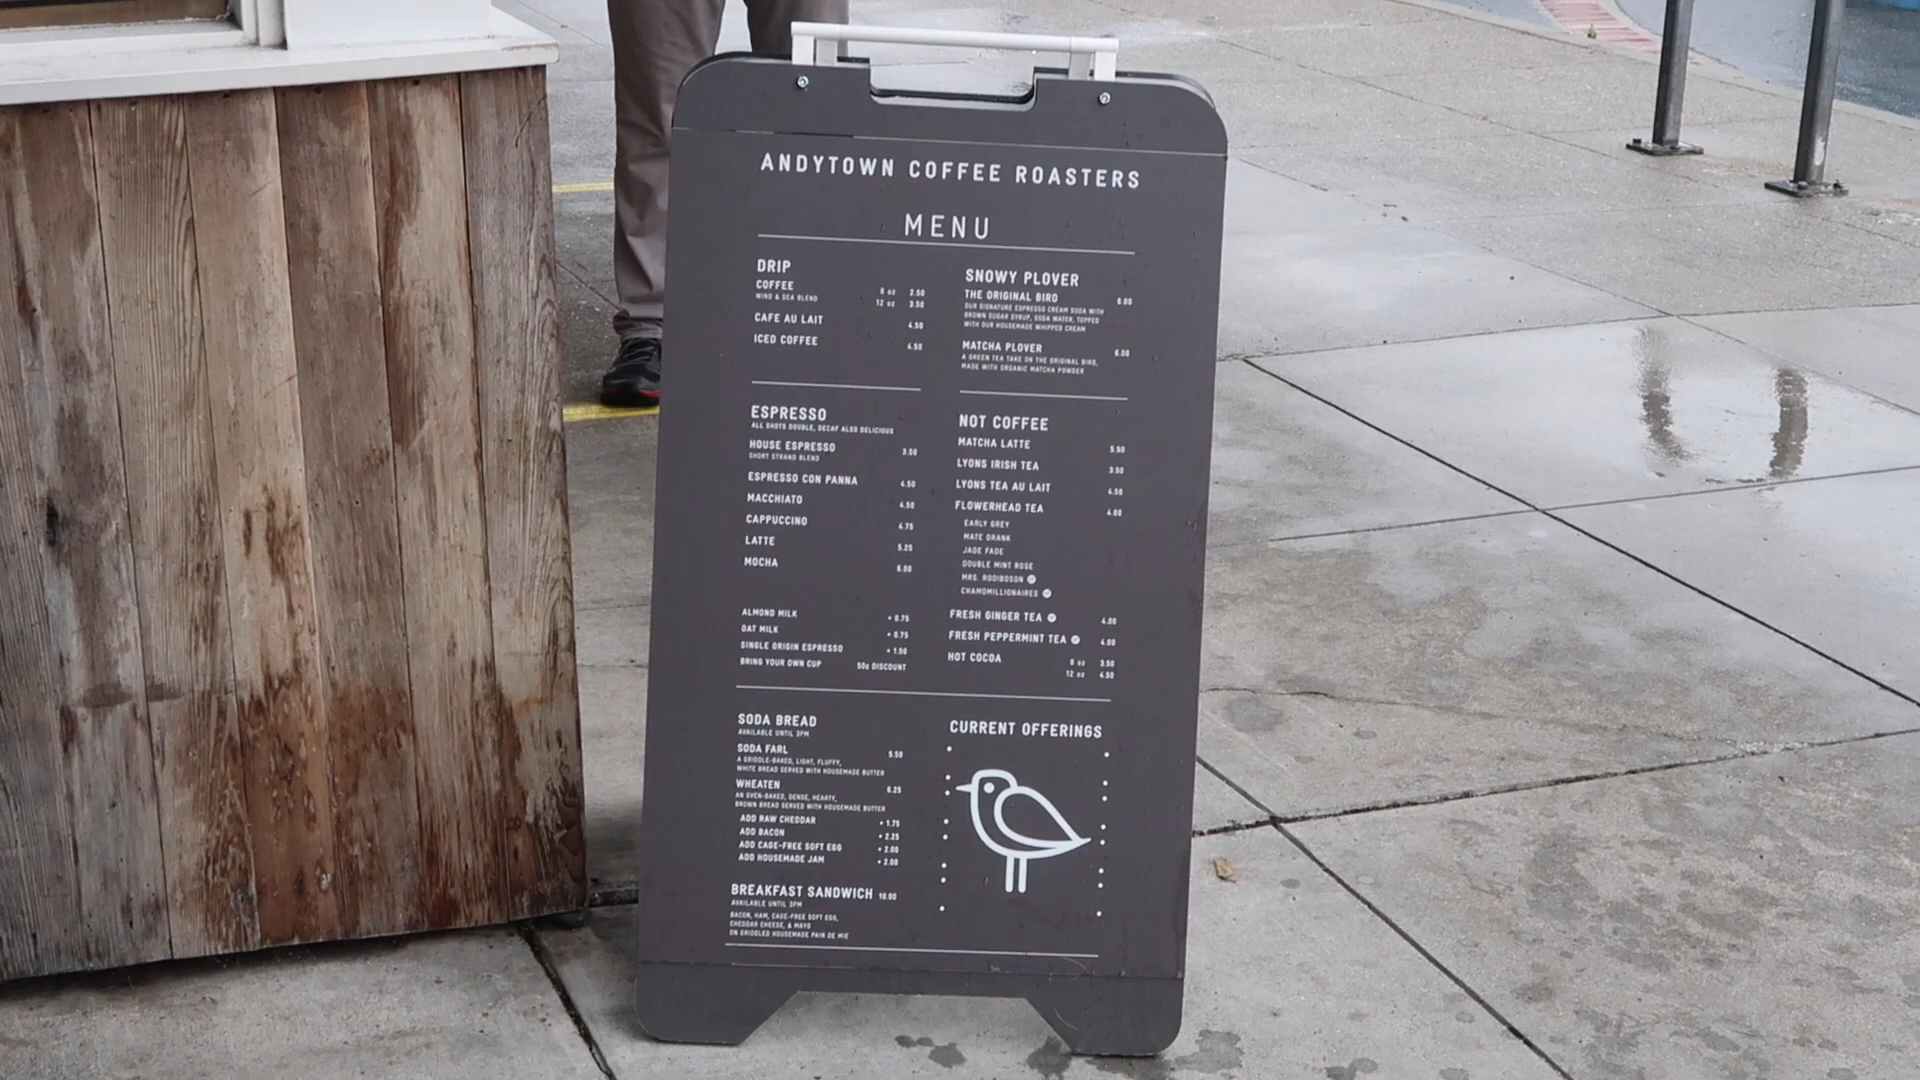 ANDYTOWN COFFEE ROASTERS
MENU
DRIP
COFFEE 8 oz 2.50
WIND & SEA BLEND 12 oz 3.50
CAFE AU LAIT 4.50
ICED COFFEE 4.50
ESPRESSO
ALL SHOTS DOUBLE, DECAF ALSO DELICIOUS
HOUSE ESPRESSO 3.50
SHORT STRAND BLEND
ESPRESSO CON PANNA 4.50
MACCHIATO 4.50
CAPPUCCINO 4.75
LATTE 5.25
MOCHA 6.00
ALMOND MILK + 0.75
OAT MILK + 0.75
SINGLE ORIGIN ESPRESSO + 1.50
BRING YOUR OWN CUP 50¢ DISCOUNT
SNOWY PLOVER
THE ORIGINAL BIRD 6.00
OUR SIGNATURE ESPRESSO CREAM SODA WITH
BROWN SUGAR SYRUP, SODA WATER, TOPPED
WITH OUR HOUSEMADE WHIPPED CREAM
MATCHA PLOVER 6.00
A GREEN TEA TAKE ON THE ORIGINAL BIRD,
MADE WITH ORGANIC MATCHA POWDER
NOT COFFEE
MATCHA LATTE 5.50
LYONS IRISH TEA 3.50
LYONS TEA AU LAIT 4.50
FLOWERHEAD TEA 4.00
EARLY GREY
MATE DRANK
JADE FADE
DOUBLE MINT ROSE
MRS. ROOIBOSON
CHAMOMILLIONAIRES
FRESH GINGER TEA 4.00
FRESH PEPPERMINT TEA 4.00
HOT COCOA 8 oz 3.50
12 oz 4.50
SODA BREAD
AVAILABLE UNTIL 3PM
SODA FARL 5.50
A GRIDDLE-BAKED, LIGHT, FLUFFY,
WHITE BREAD SERVED WITH HOUSEMADE BUTTER
WHEATEN 6.25
AN OVEN-BAKED, DENSE, HEARTY,
BROWN BREAD SERVED WITH HOUSEMADE BUTTER
ADD RAW CHEDDAR + 1.75
ADD BACON + 2.25
ADD CAGE-FREE SOFT EGG + 2.00
ADD HOUSEMADE JAM + 2.00
BREAKFAST SANDWICH 10.00
AVAILABLE UNTIL 3PM
BACON, HAM, CAGE-FREE SOFT EGG,
CHEDDAR CHEESE, & MAYO
ON GRIDDLED HOUSEMADE PAIN DE MIE
CURRENT OFFERINGS